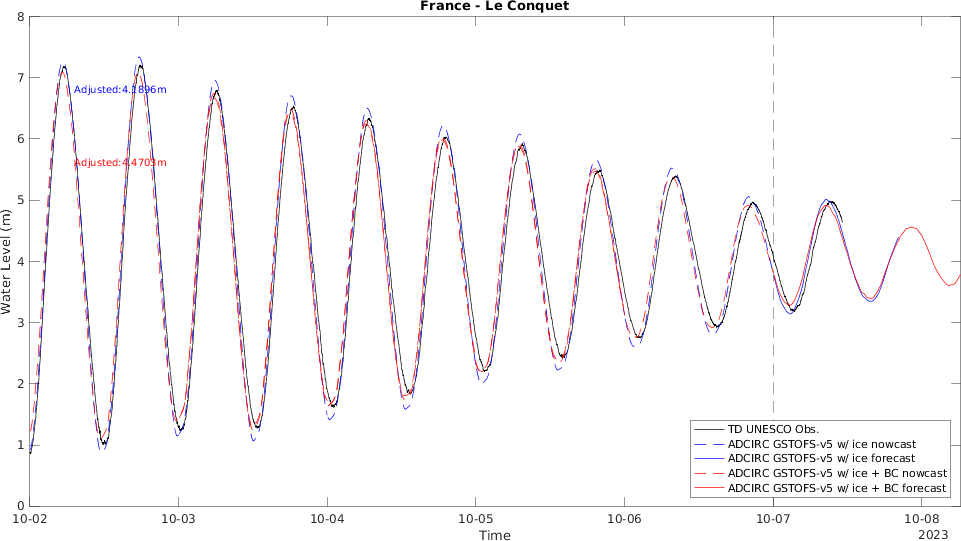 France - Le Conquet
8
7
6
5
4
3
2
1
0
Water Level (m)
Adjusted:4.1896m
Adjusted:4.4703m
TD UNESCO Obs.
ADCIRC GSTOFS-v5 w/ ice nowcast
ADCIRC GSTOFS-v5 w/ ice forecast
ADCIRC GSTOFS-v5 w/ ice + BC nowcast
ADCIRC GSTOFS-v5 w/ ice + BC forecast
10-02 10-03 10-04 10-05 10-06 10-07 10-08
Time
2023